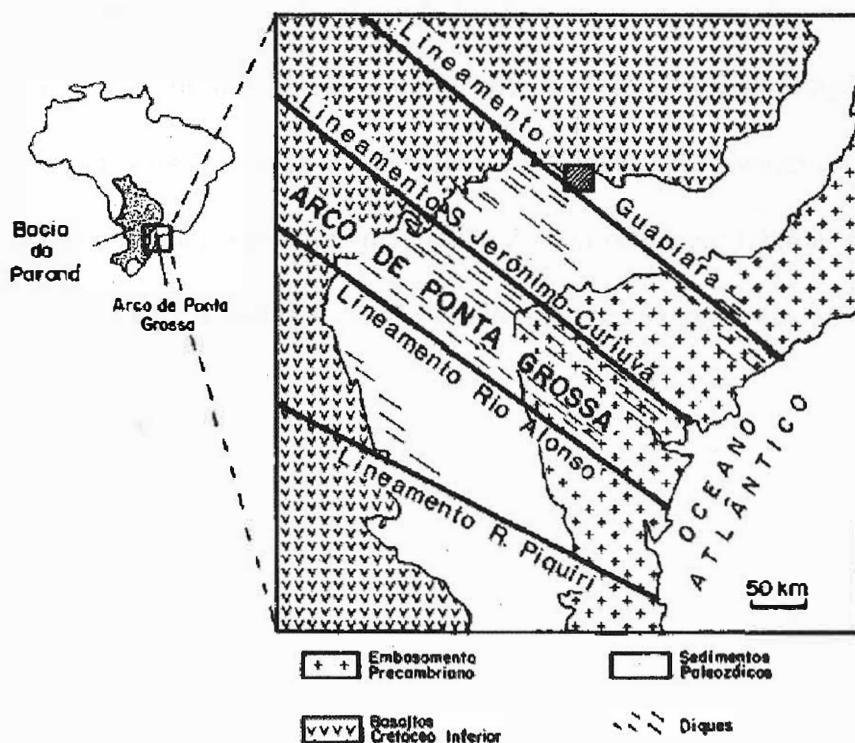 Bacia
do
Paraná
Arco de Ponta
Grossa
Lineamento Guapiara
Lineamento S. Jerônimo Curiuva
ARCO DE PONTA GROSSA
Lineamento Rio Alonso
Lineamento R. Piquiri
OCEANO
ATLÂNTICO
50 km
Embasamento
Precambriano
Sedimentos
Paleozóicos
Basaltos
Cretáceo Inferior
Diques